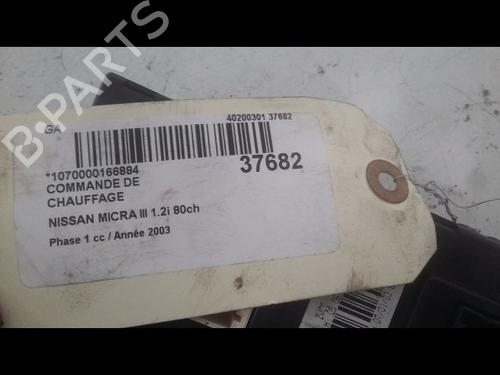 GA
40200301 37682
*1070000166884
37682
COMMANDE DE
CHAUFFAGE
NISSAN MICRA III 1.2i 80ch
Phase 1 cc / Année 2003
B-PARTS